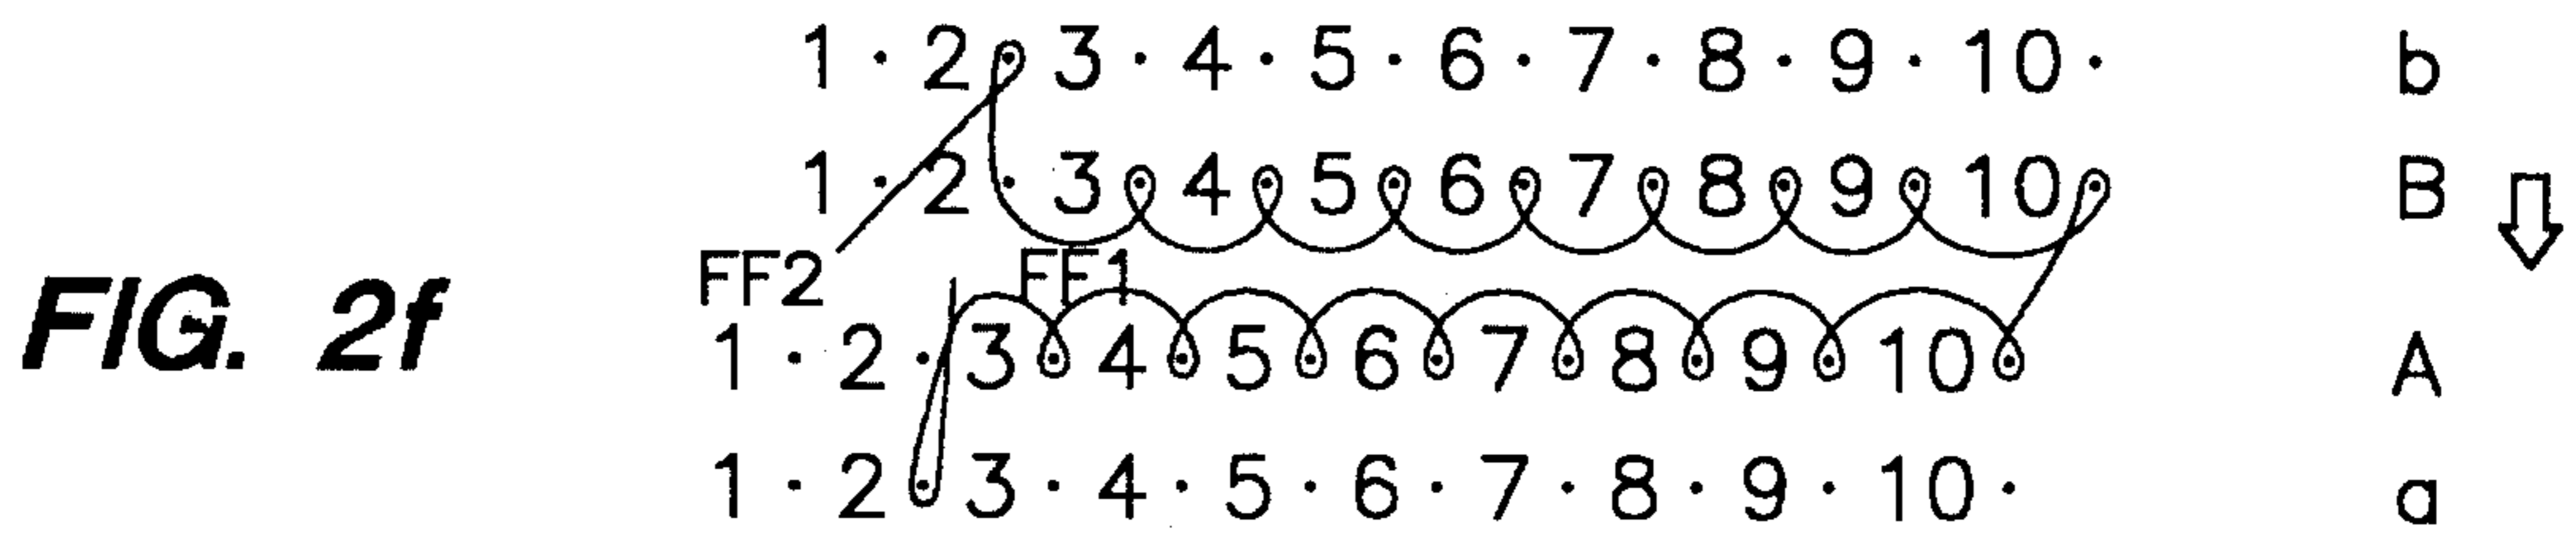 1 · 2 · 3 · 4 · 5 · 6 · 7 · 8 · 9 · 10 · b
1 · 2 · 3 · 4 · 5 · 6 · 7 · 8 · 9 · 10 · B
FF2 FF1
FIG. 2f
1 · 2 · 3 · 4 · 5 · 6 · 7 · 8 · 9 · 10 · A
1 · 2 · 3 · 4 · 5 · 6 · 7 · 8 · 9 · 10 · a